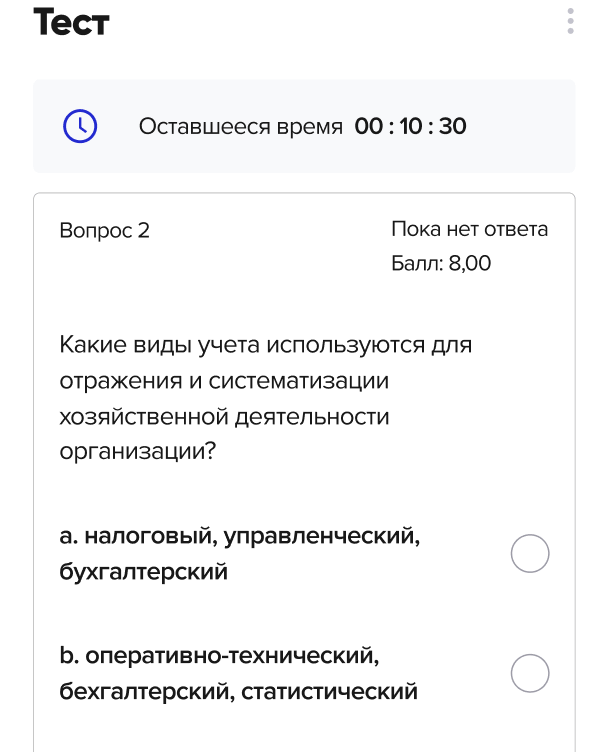 Тест
Оставшееся время 00 : 10 : 30
Вопрос 2
Пока нет ответа
Балл: 8,00
Какие виды учета используются для
отражения и систематизации
хозяйственной деятельности
организации?
a. налоговый, управленческий,
бухгалтерский
b. оперативно-технический,
бехгалтерский, статистический